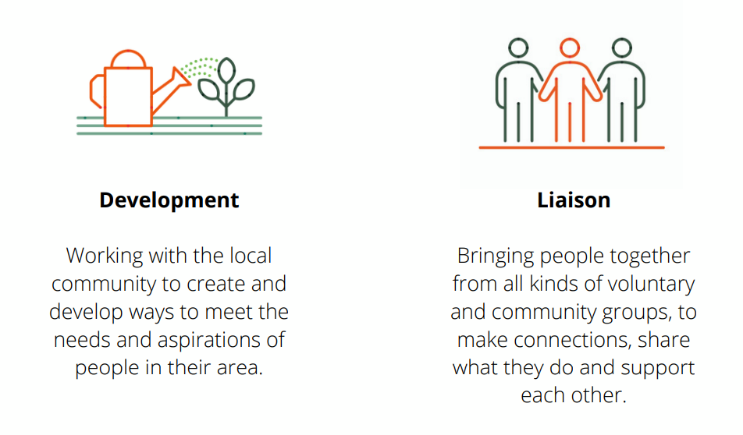 Development
Working with the local
community to create and
develop ways to meet the
needs and aspirations of
people in their area.
Liaison
Bringing people together
from all kinds of voluntary
and community groups, to
make connections, share
what they do and support
each other.